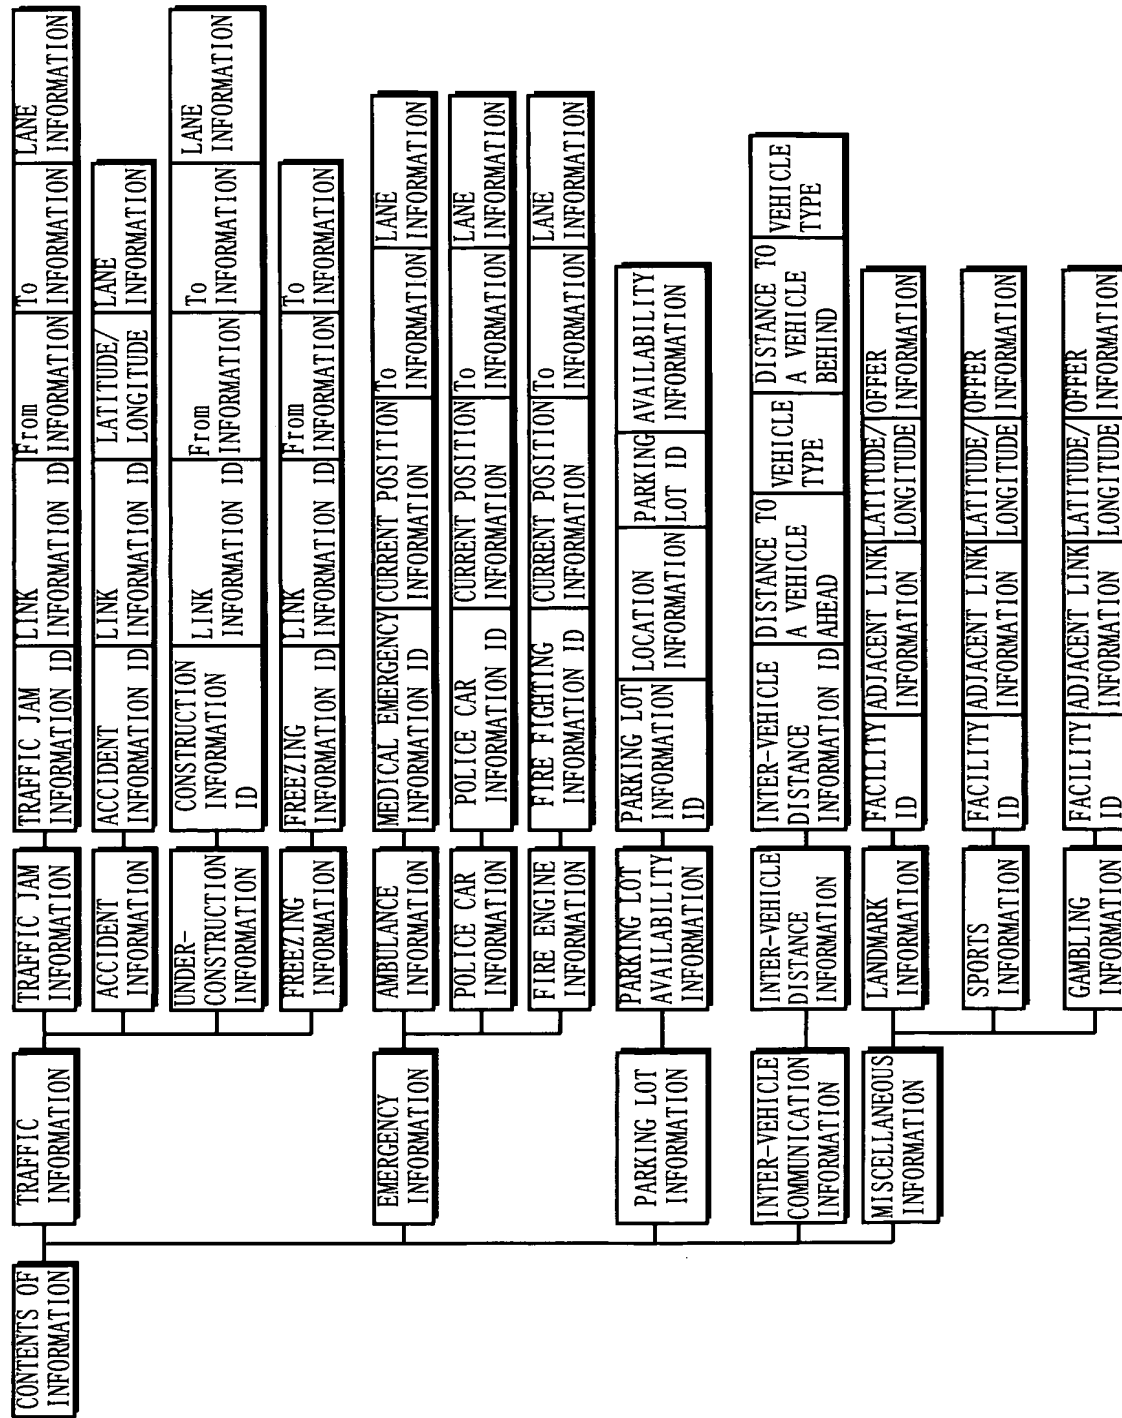 CONTENTS OF
INFORMATION
TRAFFIC
INFORMATION
TRAFFIC JAM
INFORMATION
TRAFFIC JAM
INFORMATION ID
LINK
INFORMATION ID
From
INFORMATION
To
INFORMATION
LANE
INFORMATION
ACCIDENT
INFORMATION
ACCIDENT
INFORMATION ID
LINK
INFORMATION ID
LATITUDE/
LONGITUDE
LANE
INFORMATION
UNDER-
CONSTRUCTION
INFORMATION
CONSTRUCTION
INFORMATION
ID
LINK
INFORMATION ID
From
INFORMATION
To
INFORMATION
LANE
INFORMATION
FREEZING
INFORMATION
FREEZING
INFORMATION ID
LINK
INFORMATION ID
From
INFORMATION
To
INFORMATION
EMERGENCY
INFORMATION
AMBULANCE
INFORMATION
MEDICAL EMERGENCY
INFORMATION ID
CURRENT POSITION
INFORMATION
To
INFORMATION
LANE
INFORMATION
POLICE CAR
INFORMATION
POLICE CAR
INFORMATION ID
CURRENT POSITION
INFORMATION
To
INFORMATION
LANE
INFORMATION
FIRE ENGINE
INFORMATION
FIRE FIGHTING
INFORMATION ID
CURRENT POSITION
INFORMATION
To
INFORMATION
LANE
INFORMATION
PARKING LOT
INFORMATION
PARKING LOT
AVAILABILITY
INFORMATION
PARKING LOT
INFORMATION
ID
LOCATION
INFORMATION
PARKING
LOT ID
AVAILABILITY
INFORMATION
INTER-VEHICLE
COMMUNICATION
INFORMATION
INTER-VEHICLE
DISTANCE
INFORMATION
INTER-VEHICLE
DISTANCE
INFORMATION ID
DISTANCE TO
A VEHICLE
AHEAD
VEHICLE
TYPE
DISTANCE TO
A VEHICLE
BEHIND
VEHICLE
TYPE
MISCELLANEOUS
INFORMATION
LANDMARK
INFORMATION
FACILITY
ID
ADJACENT LINK
INFORMATION
LATITUDE/
LONGITUDE
OFFER
INFORMATION
SPORTS
INFORMATION
FACILITY
ID
ADJACENT LINK
INFORMATION
LATITUDE/
LONGITUDE
OFFER
INFORMATION
GAMBLING
INFORMATION
FACILITY
ID
ADJACENT LINK
INFORMATION
LATITUDE/
LONGITUDE
OFFER
INFORMATION